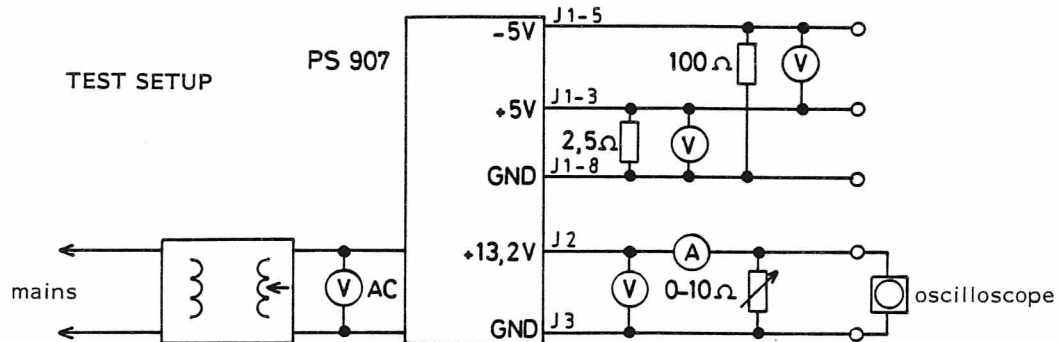 TEST SETUP
PS 907
-5V
J1-5
100Ω
V
+5V
J1-3
2,5Ω
V
GND
J1-8
mains
V AC
+13,2V
J2
A
V
0-10Ω
oscilloscope
GND
J3